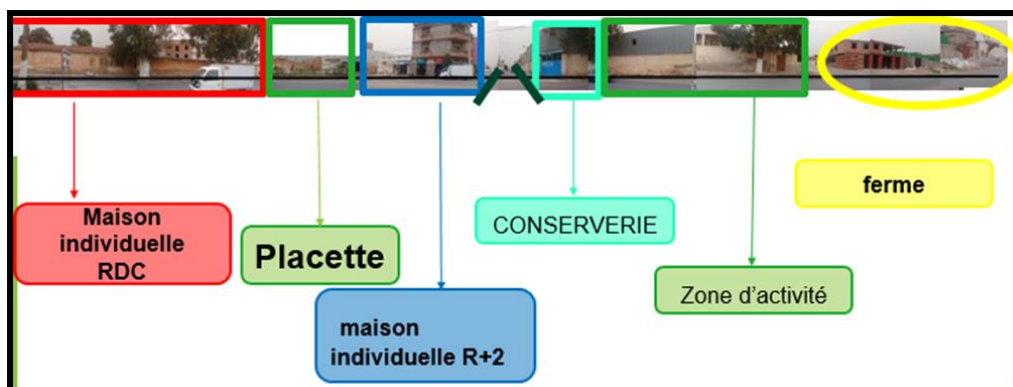 Maison
individuelle
RDC
Placette
maison
individuelle R+2
CONSERVERIE
Zone d’activité
ferme